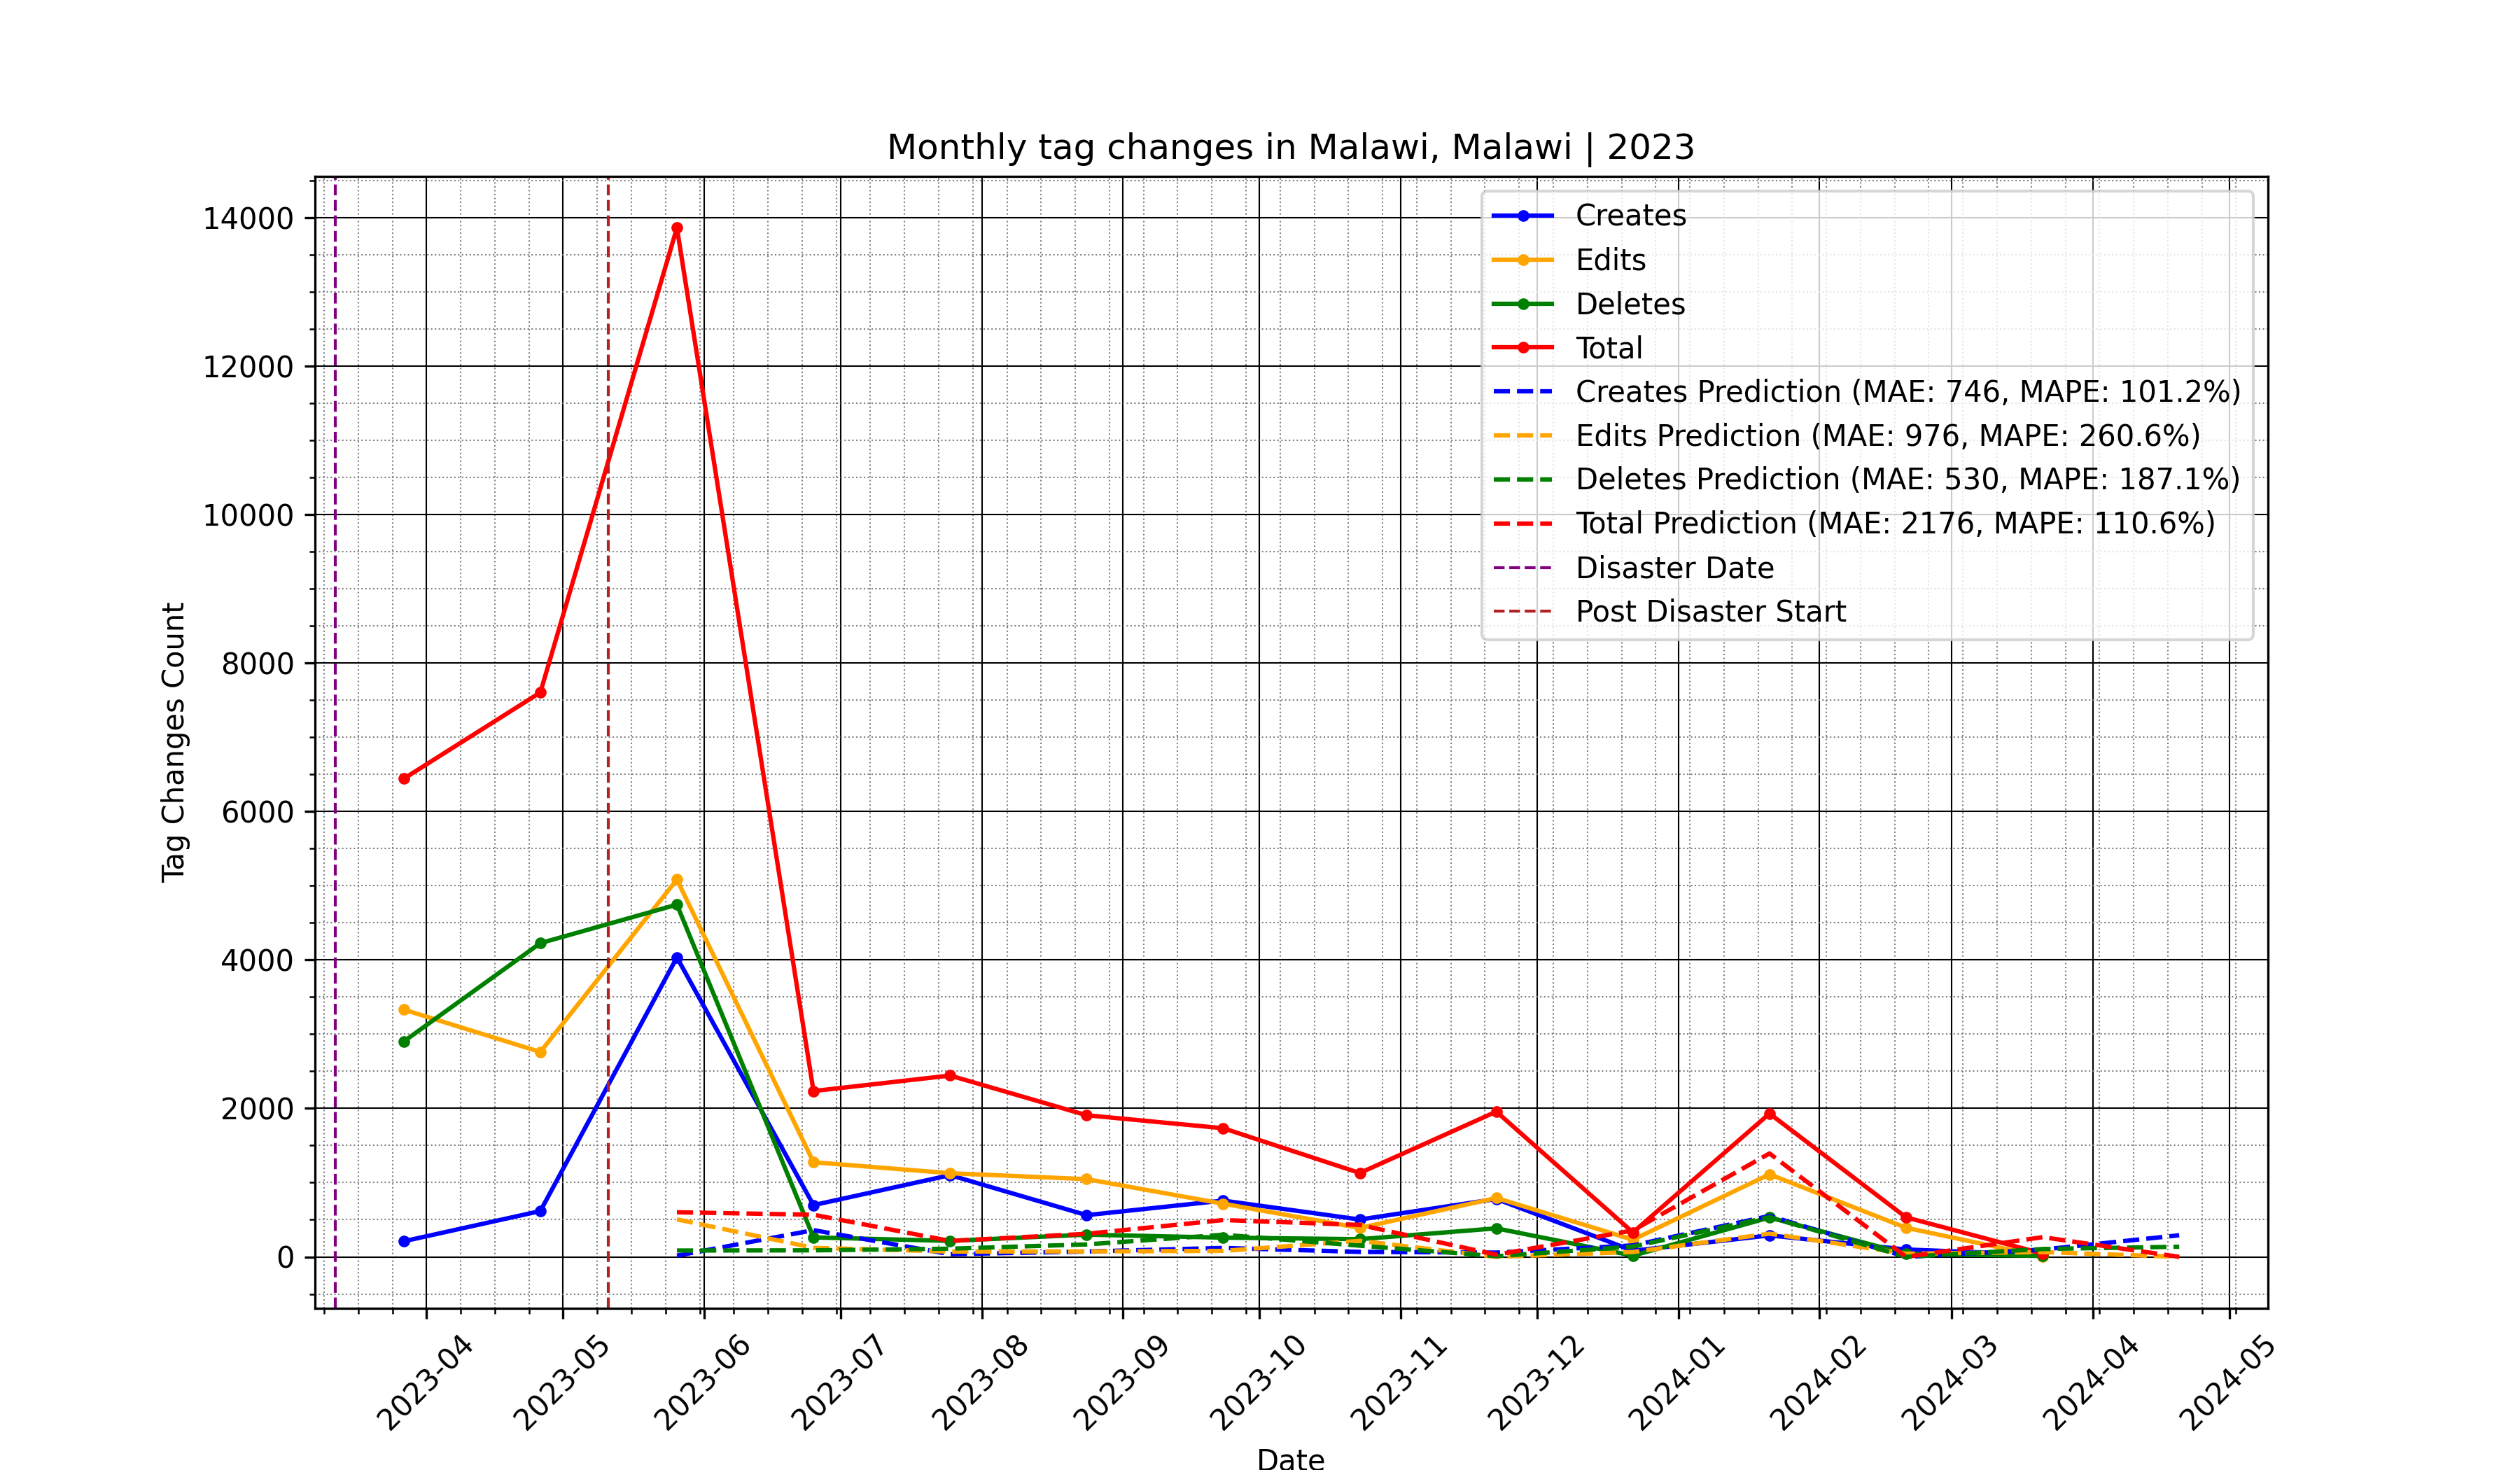 Monthly tag changes in Malawi, Malawi | 2023
Creates
Edits
Deletes
Total
Creates Prediction (MAE: 746, MAPE: 101.2%)
Edits Prediction (MAE: 976, MAPE: 260.6%)
Deletes Prediction (MAE: 530, MAPE: 187.1%)
Total Prediction (MAE: 2176, MAPE: 110.6%)
Disaster Date
Post Disaster Start
Tag Changes Count
14000
12000
10000
8000
6000
4000
2000
0
2023-04
2023-05
2023-06
2023-07
2023-08
2023-09
2023-10
2023-11
2023-12
2024-01
2024-02
2024-03
2024-04
2024-05
Date